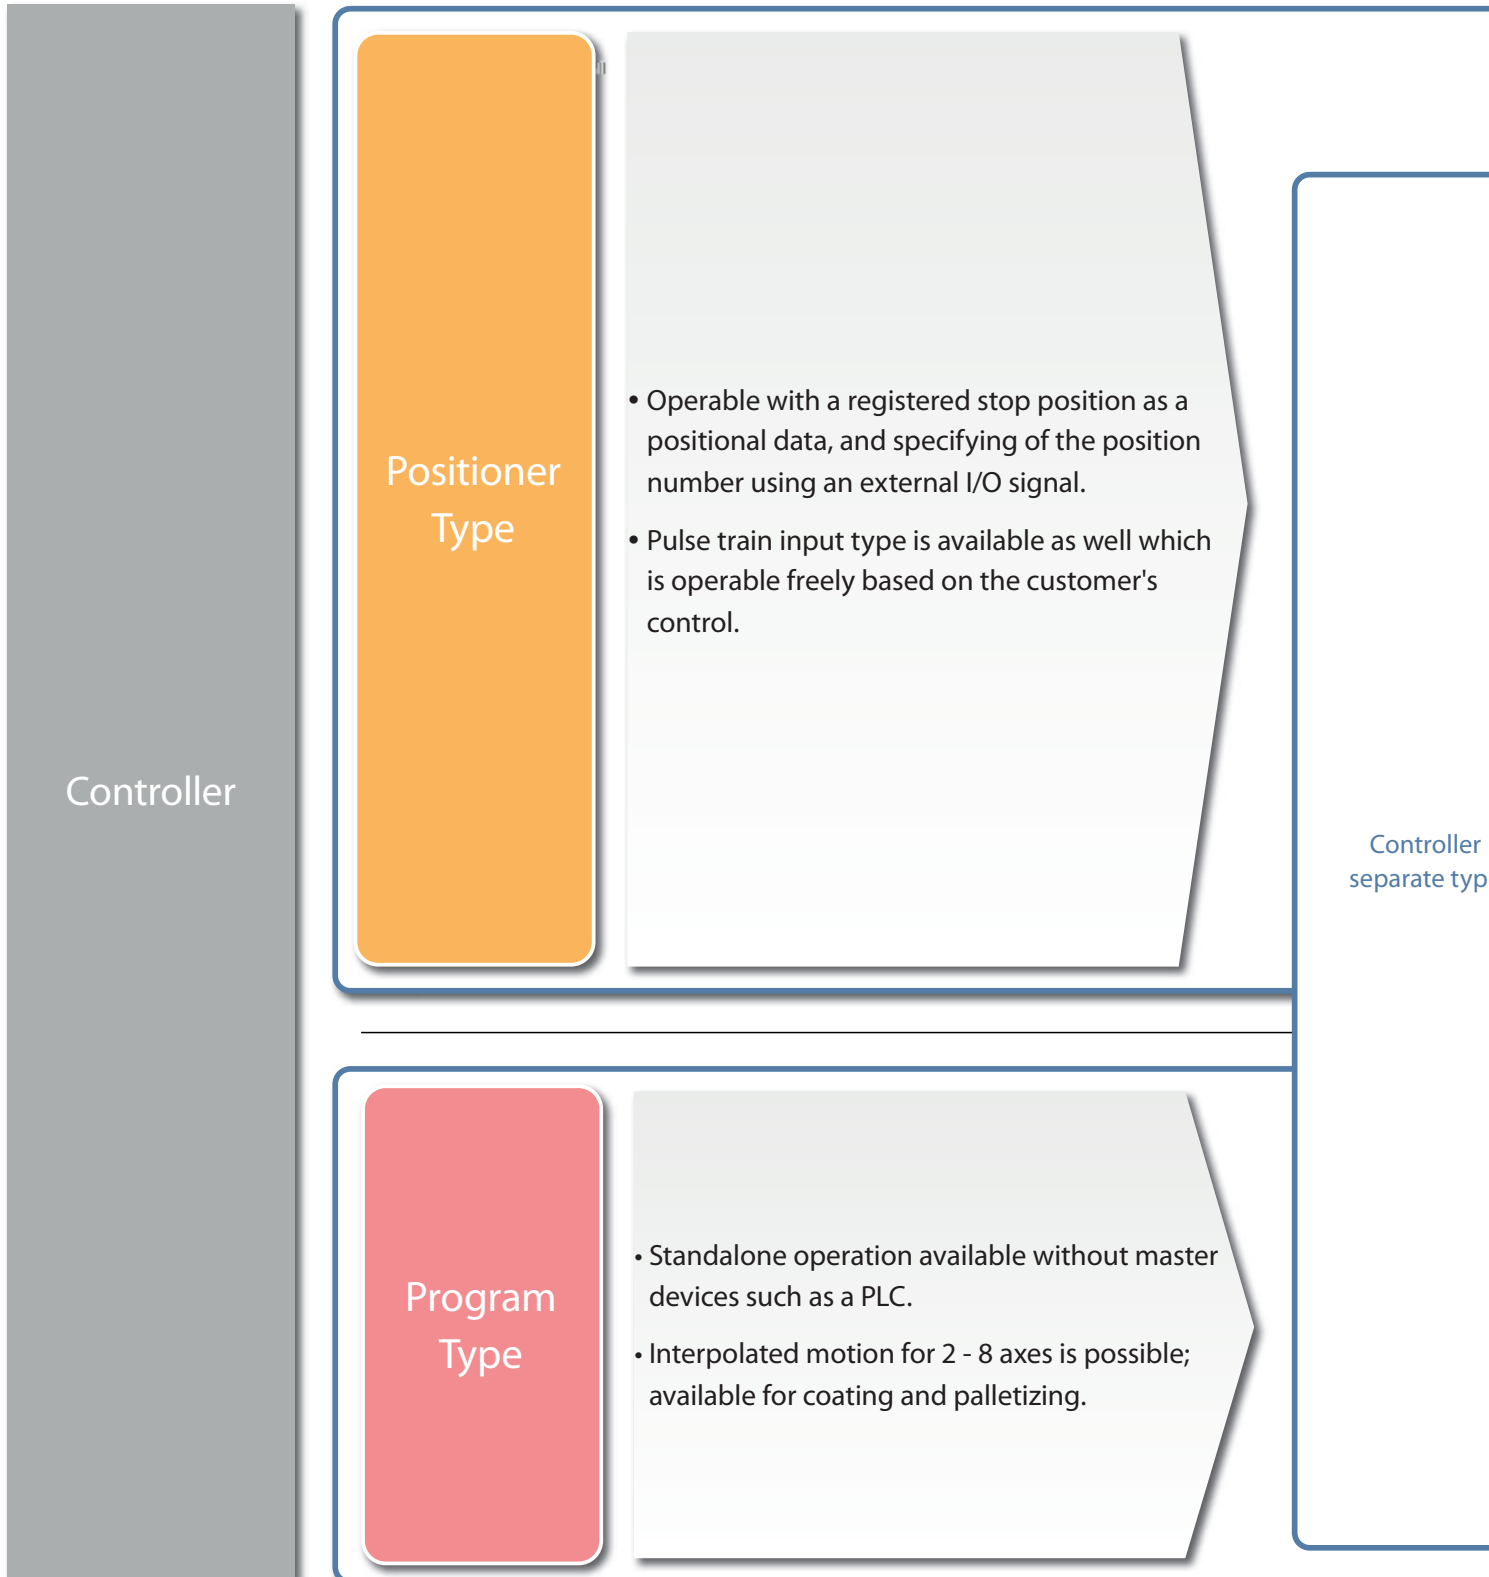 Controller
Positioner
Type
• Operable with a registered stop position as a
positional data, and specifying of the position
number using an external I/O signal.
• Pulse train input type is available as well which
is operable freely based on the customer's
control.
Controller
separate typ
Program
Type
• Standalone operation available without master
devices such as a PLC.
• Interpolated motion for 2 - 8 axes is possible;
available for coating and palletizing.